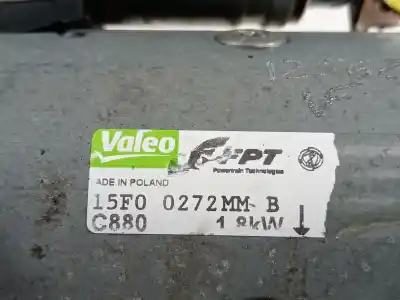 Valeo
FPT
Powertrain Technologies
ADE IN POLAND
15F0 0272MM B
C880 1.8kW